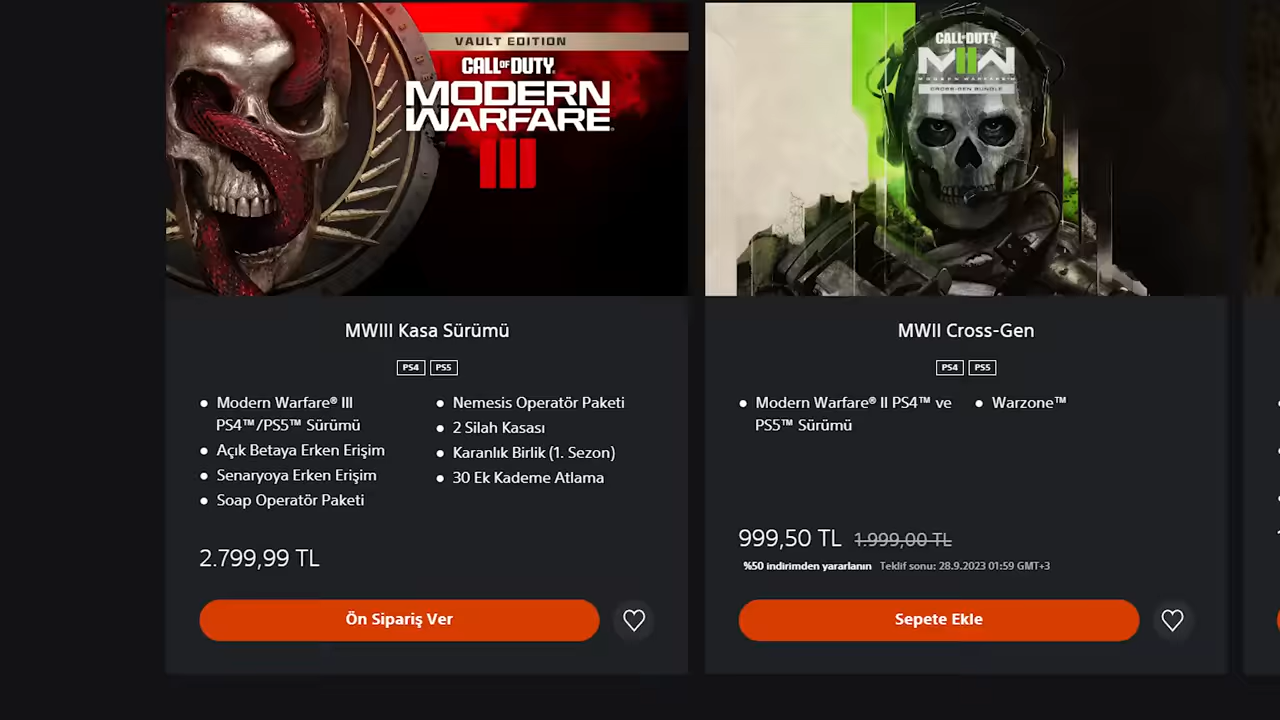 VAULT EDITION
CALL OF DUTY
MODERN
WARFARE
III
MWIII Kasa Sürümü
PS4 PS5
Modern Warfare® III
PS4™/PS5™ Sürümü
Açık Betaya Erken Erişim
Senaryoya Erken Erişim
Soap Operatör Paketi
Nemesis Operatör Paketi
2 Silah Kasası
Karanlık Birlik (1. Sezon)
30 Ek Kademe Atlama
2.799,99 TL
Ön Sipariş Ver
CALL OF DUTY
MIIW
MODERN WARFARE II
CROSS-GEN BUNDLE
MWII Cross-Gen
PS4 PS5
Modern Warfare® II PS4™ ve
PS5™ Sürümü
Warzone™
999,50 TL 1.999,00 TL
%50 indirimden yararlanın Teklif sonu: 28.9.2023 01:59 GMT+3
Sepete Ekle